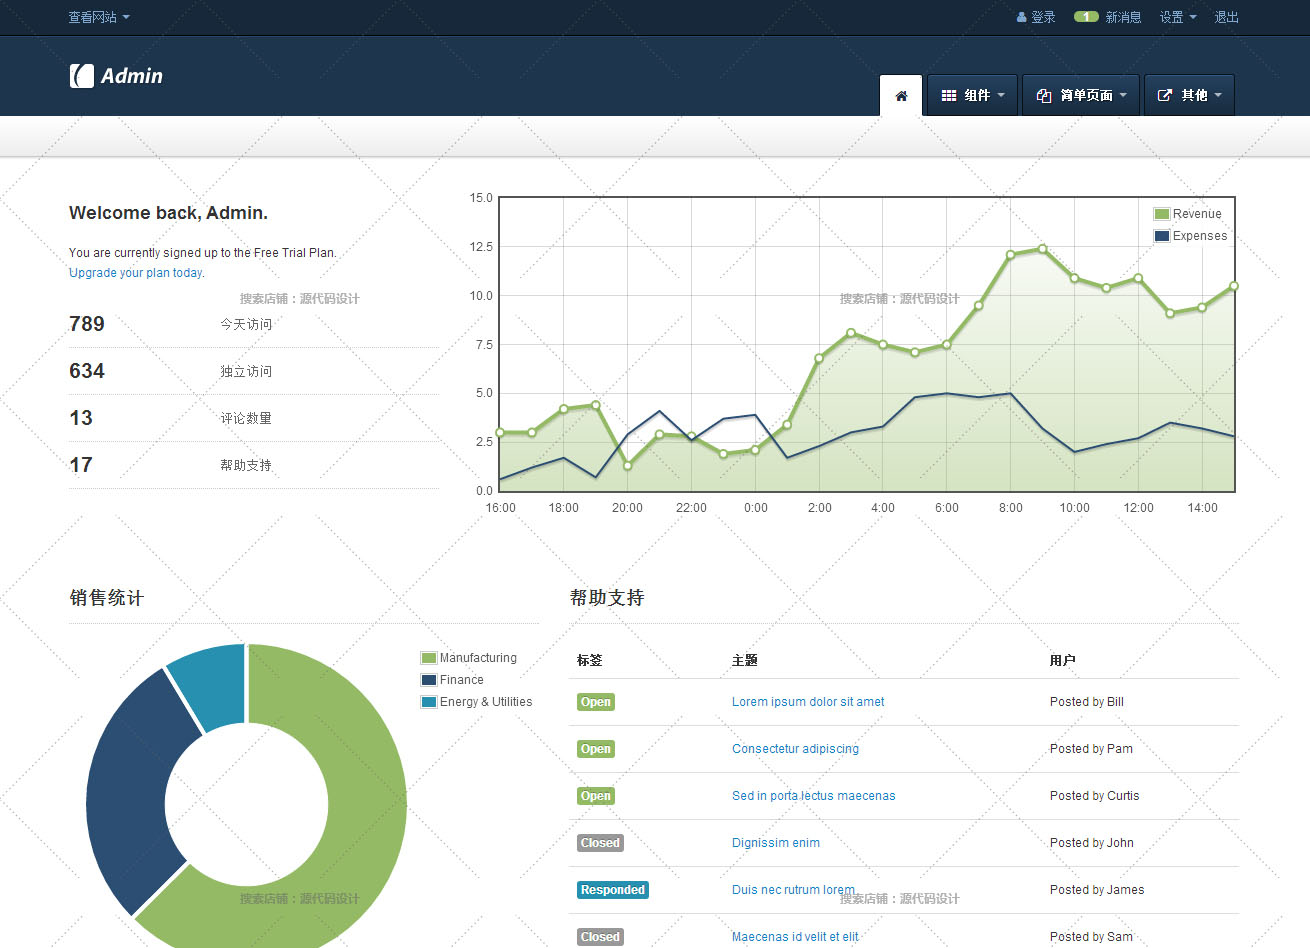 查看网站
登录 1 新消息 设置 退出
Admin
组件 简单页面 其他
Welcome back, Admin.
You are currently signed up to the Free Trial Plan.
Upgrade your plan today.
搜索店铺：源代码设计
789 今天访问
634 独立访问
13 评论数量
17 帮助支持
15.0
12.5
10.0
7.5
5.0
2.5
0.0
Revenue
Expenses
搜索店铺：源代码设计
16:00 18:00 20:00 22:00 0:00 2:00 4:00 6:00 8:00 10:00 12:00 14:00
销售统计
Manufacturing
Finance
Energy & Utilities
搜索店铺：源代码设计
帮助支持
标签 主题 用户
Open Lorem ipsum dolor sit amet Posted by Bill
Open Consectetur adipiscing Posted by Pam
Open Sed in porta lectus maecenas Posted by Curtis
Closed Dignissim enim Posted by John
Responded Duis nec rutrum lorem Posted by James
搜索店铺：源代码设计
Closed Maecenas id velit et elit Posted by Sam